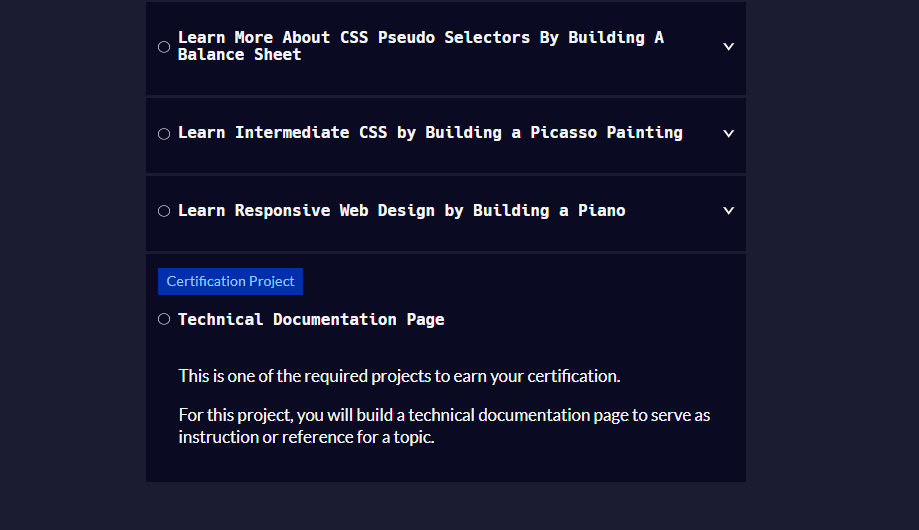 Learn More About CSS Pseudo Selectors By Building A
Balance Sheet
Learn Intermediate CSS by Building a Picasso Painting
Learn Responsive Web Design by Building a Piano
Certification Project
Technical Documentation Page
This is one of the required projects to earn your certification.
For this project, you will build a technical documentation page to serve as
instruction or reference for a topic.